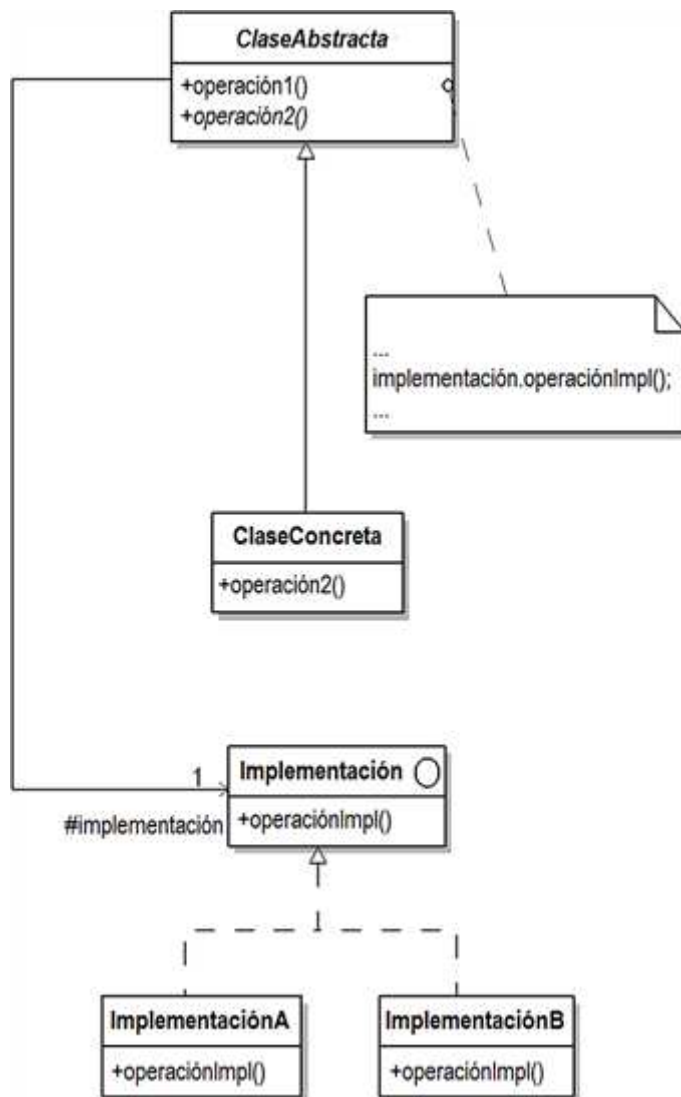 ClaseAbstracta
+operación1()
+operación2()
...
implementación.operaciónImpl();
...
ClaseConcreta
+operación2()
1
#implementación
Implementación
+operaciónImpl()
ImplementaciónA
+operaciónImpl()
ImplementaciónB
+operaciónImpl()